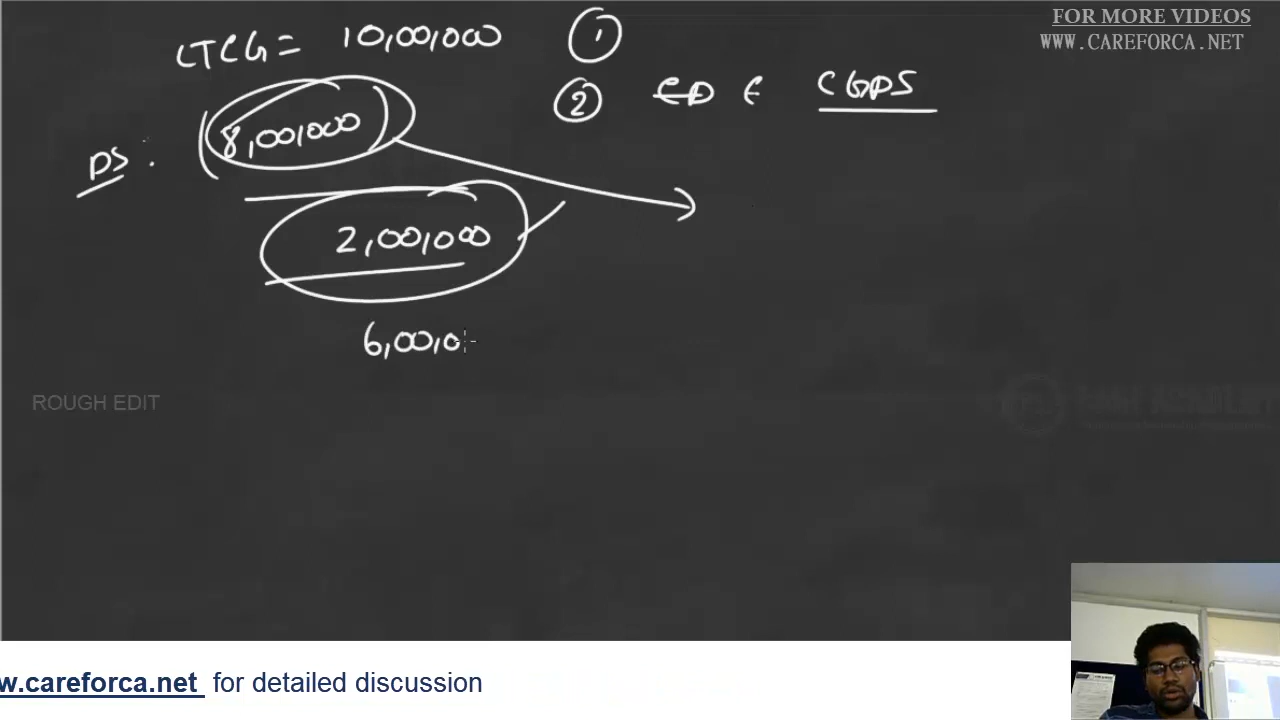 FOR MORE VIDEOS
WWW.CAREFORCA.NET
LTCG = 10,00,000 ①
② CGDS
DS : (8,00,000)
2,00,000
6,00,0
ROUGH EDIT
w.careforca.net for detailed discussion